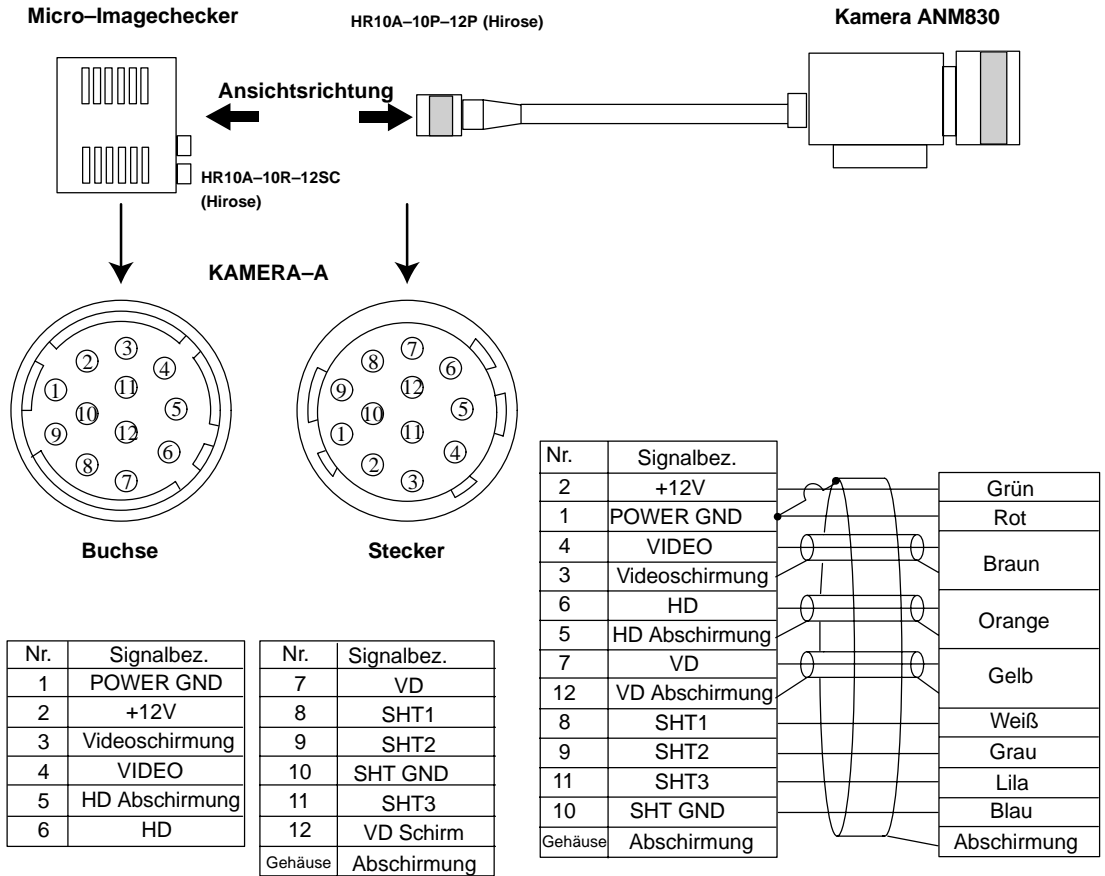 Micro–Imagechecker
HR10A–10P–12P (Hirose)
Kamera ANM830
Ansichtsrichtung
HR10A–10R–12SC
(Hirose)
KAMERA–A
3
2
4
1
11
5
10
12
9
6
8
7
Buchse
7
8
6
9
12
5
10
11
1
4
2
3
Stecker
Nr. Signalbez.
1 POWER GND
2 +12V
3 Videoschirmung
4 VIDEO
5 HD Abschirmung
6 HD
Nr. Signalbez.
7 VD
8 SHT1
9 SHT2
10 SHT GND
11 SHT3
12 VD Schirm
Gehäuse Abschirmung
Nr. Signalbez.
2 +12V Grün
1 POWER GND Rot
4 VIDEO
Braun
3 Videoschirmung
6 HD
Orange
5 HD Abschirmung
7 VD
Gelb
12 VD Abschirmung
8 SHT1 Weiß
9 SHT2 Grau
11 SHT3 Lila
10 SHT GND Blau
Gehäuse Abschirmung Abschirmung